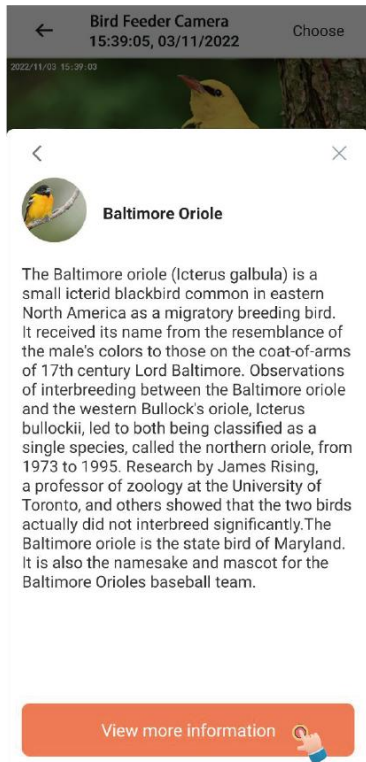 Bird Feeder Camera
15:39:05, 03/11/2022
Choose
2022/11/03 15:39:03
Baltimore Oriole
The Baltimore oriole (Icterus galbula) is a
small icterid blackbird common in eastern
North America as a migratory breeding bird.
It received its name from the resemblance of
the male's colors to those on the coat-of-arms
of 17th century Lord Baltimore. Observations
of interbreeding between the Baltimore oriole
and the western Bullock's oriole, Icterus
bullockii, led to both being classified as a
single species, called the northern oriole, from
1973 to 1995. Research by James Rising,
a professor of zoology at the University of
Toronto, and others showed that the two birds
actually did not interbreed significantly.The
Baltimore oriole is the state bird of Maryland.
It is also the namesake and mascot for the
Baltimore Orioles baseball team.
View more information